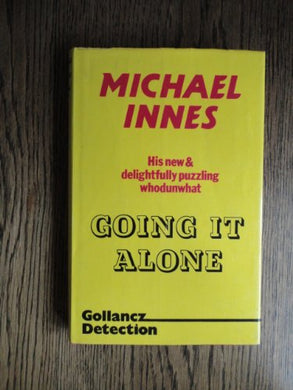 MICHAEL
INNES
His new &
delightfully puzzling
whodunwhat
GOING IT
ALONE
Gollancz
Detection